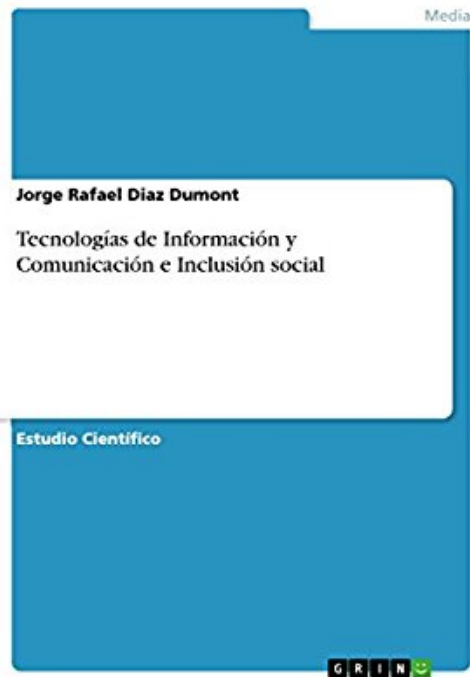 Media
Jorge Rafael Diaz Dumont
Tecnologías de Información y
Comunicación e Inclusión social
Estudio Científico
GRIN